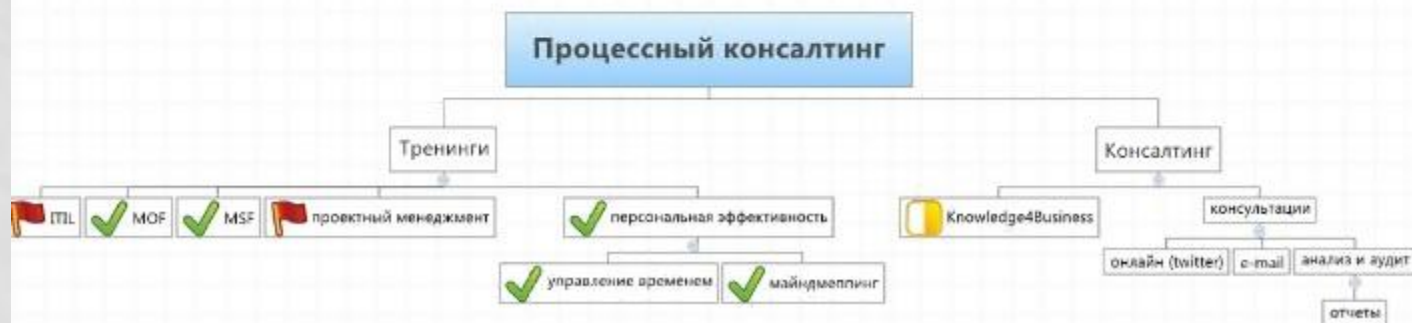 Процессный консалтинг
Тренинги
Консалтинг
ITIL
MOF
MSF
проектный менеджмент
персональная эффективность
Knowledge4Business
консультации
управление временем
майндмеппинг
онлайн (twitter)
e-mail
анализ и аудит
отчеты